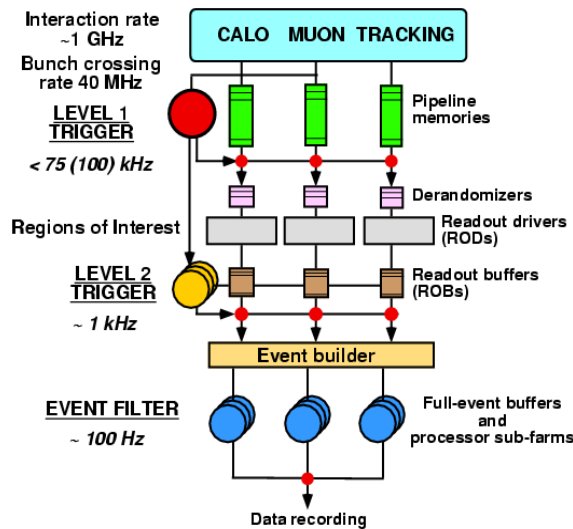 Interaction rate
~1 GHz
CALO MUON TRACKING
Bunch crossing
rate 40 MHz
LEVEL 1
TRIGGER
Pipeline
memories
< 75 (100) kHz
Derandomizers
Regions of Interest
Readout drivers
(RODs)
LEVEL 2
TRIGGER
Readout buffers
(ROBs)
~ 1 kHz
Event builder
EVENT FILTER
~ 100 Hz
Full-event buffers
and
processor sub-farms
Data recording